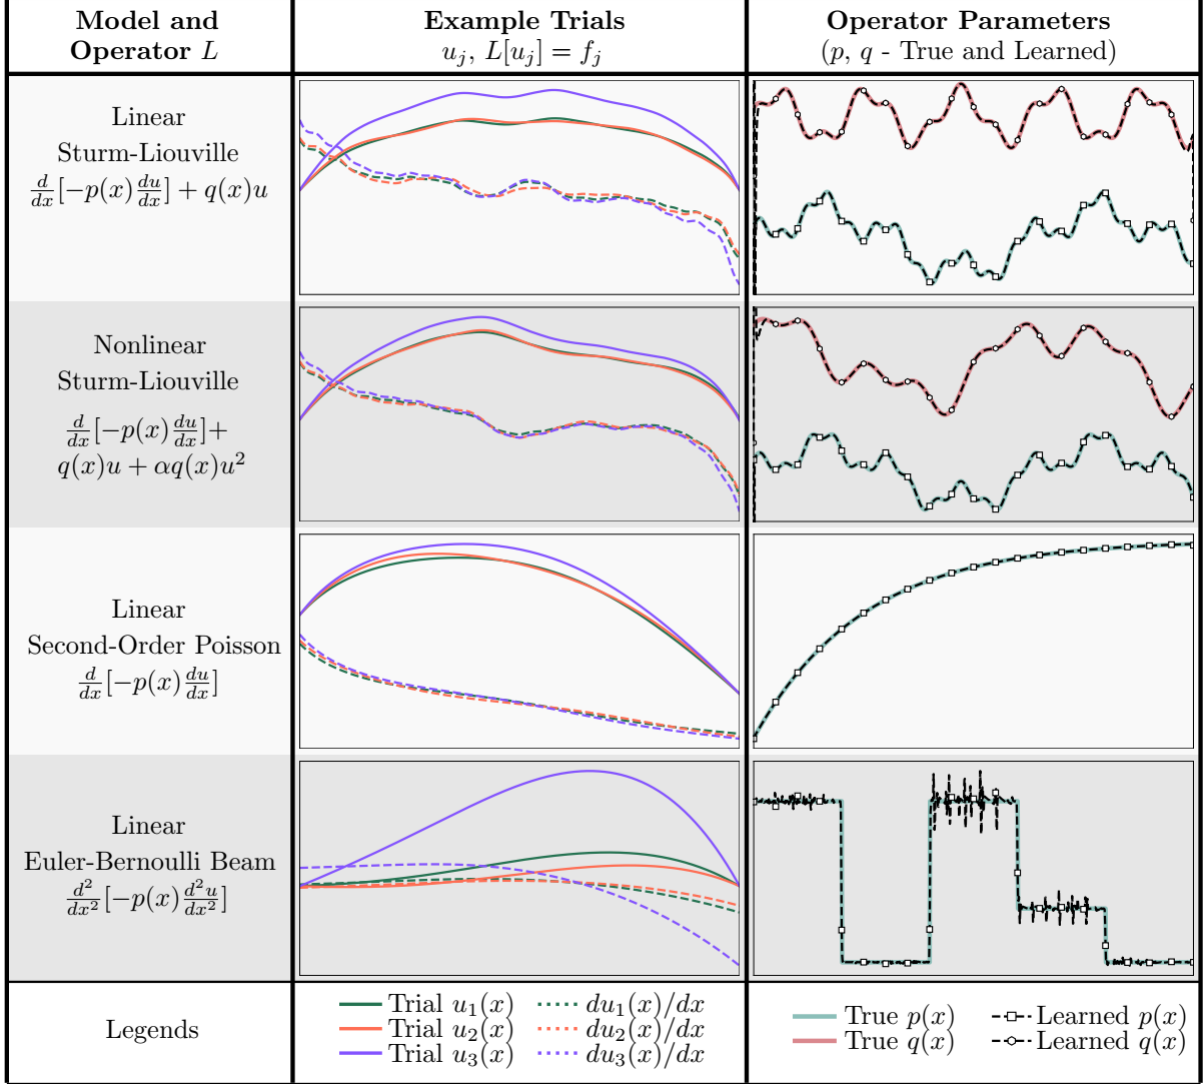 Model and
Operator L
Example Trials
u_j, L[u_j] = f_j
Operator Parameters
(p, q - True and Learned)
Linear
Sturm-Liouville
d/dx[−p(x)du/dx] + q(x)u
Nonlinear
Sturm-Liouville
d/dx[−p(x)du/dx]+
q(x)u + αq(x)u²
Linear
Second-Order Poisson
d/dx[−p(x)du/dx]
Linear
Euler-Bernoulli Beam
d²/dx²[−p(x)d²u/dx²]
Legends
Trial u₁(x) du₁(x)/dx
Trial u₂(x) du₂(x)/dx
Trial u₃(x) du₃(x)/dx
True p(x) Learned p(x)
True q(x) Learned q(x)